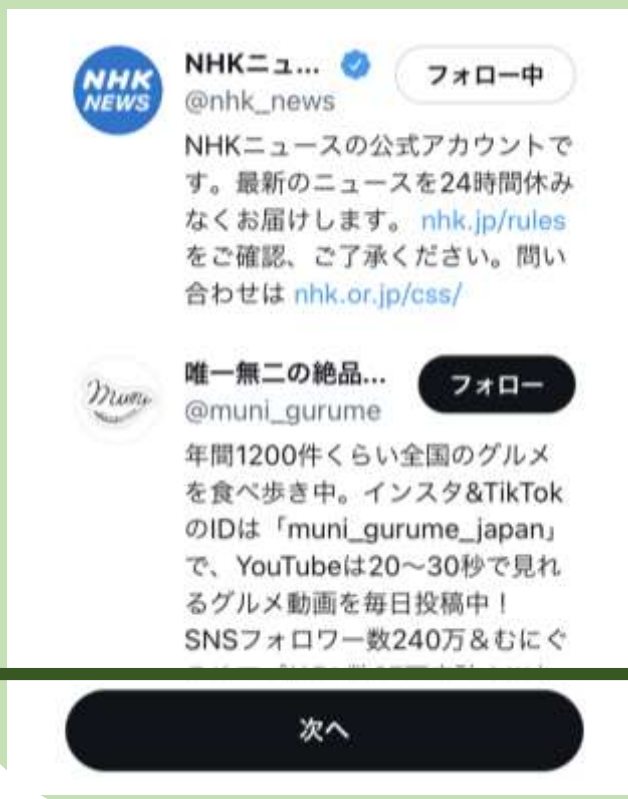 NHK
NEWS
NHKニュ...
フォロー中
@nhk_news
NHKニュースの公式アカウントで
す。最新のニュースを24時間休み
なくお届けします。 nhk.jp/rules
をご確認、ご了承ください。問い
合わせは nhk.or.jp/css/
muni
唯一無二の絶品...
フォロー
@muni_gurume
年間1200件くらい全国のグルメ
を食べ歩き中。インスタ&TikTok
のIDは「muni_gurume_japan」
で、YouTubeは20〜30秒で見れ
るグルメ動画を毎日投稿中！
SNSフォロワー数240万&むにぐ
次へ